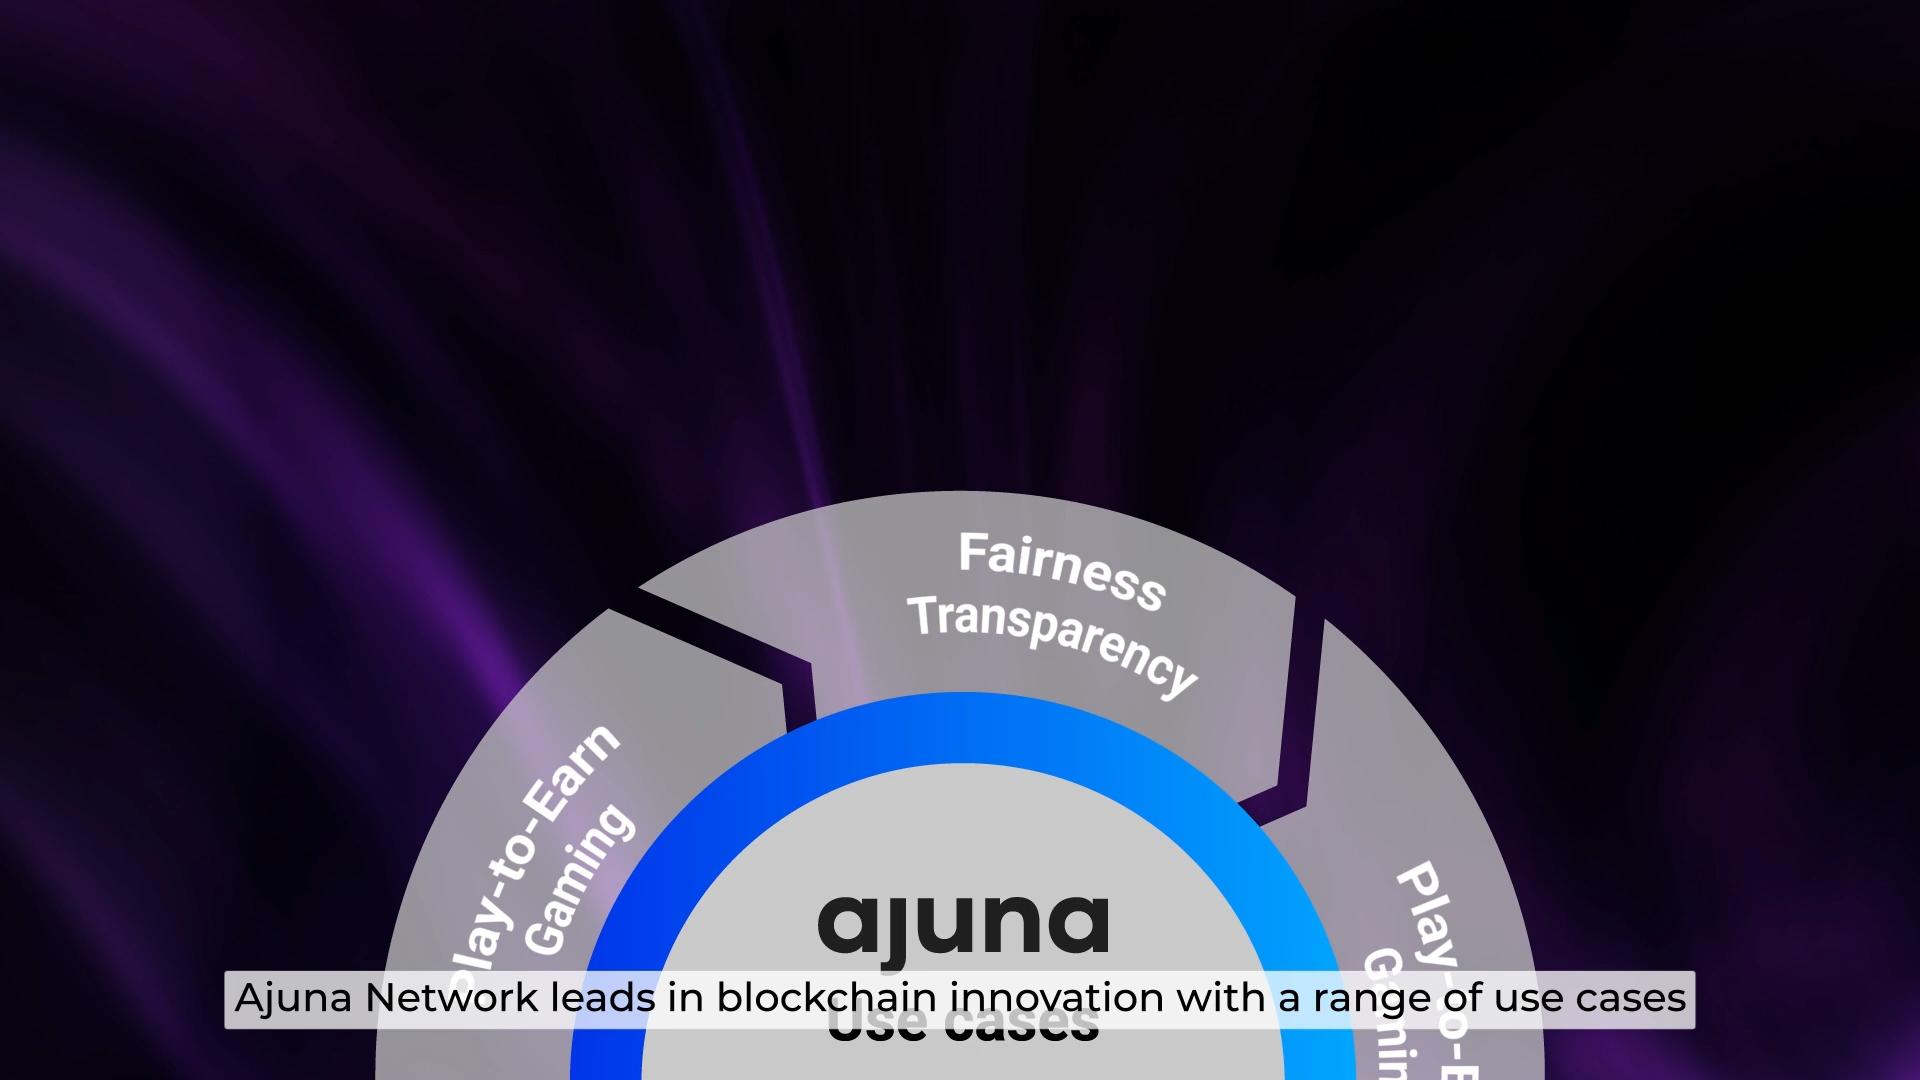 Fairness
Transparency
Play-to-Earn
Gaming
ajuna
Use cases
Ajuna Network leads in blockchain innovation with a range of use cases